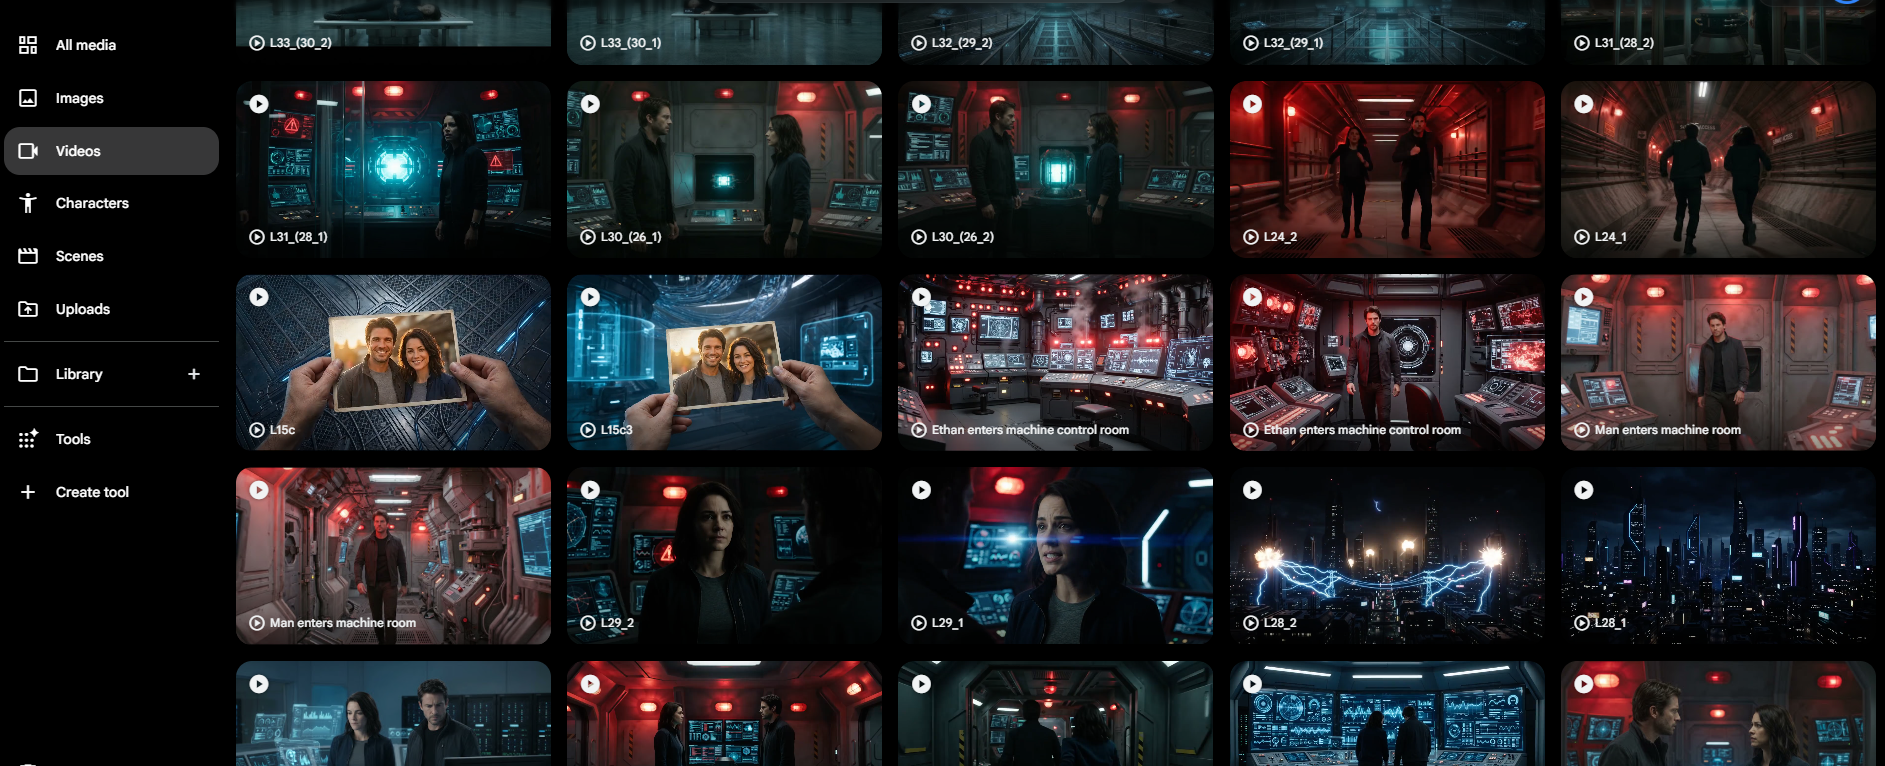 All media
Images
Videos
Characters
Scenes
Uploads
Library
Tools
Create tool
L33_(30_2)
L33_(30_1)
L32_(29_2)
L32_(29_1)
L31_(28_2)
L31_(28_1)
L30_(26_1)
L30_(26_2)
L24_2
L24_1
L15c
L15c3
Ethan enters machine control room
Ethan enters machine control room
Man enters machine room
Man enters machine room
L29_2
L29_1
L28_2
L28_1